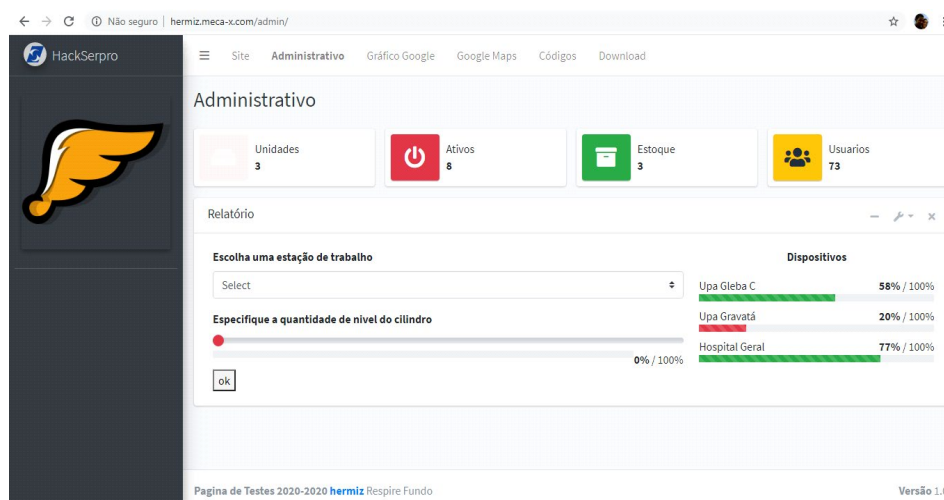 Não seguro | hermiz.meca-x.com/admin/
HackSerpro
Site Administrativo Gráfico Google Google Maps Códigos Download
Administrativo
Unidades
3
Ativos
8
Estoque
3
Usuarios
73
Relatório
Escolha uma estação de trabalho
Select
Especifique a quantidade de nivel do cilindro
0% / 100%
ok
Dispositivos
Upa Gleba C 58% / 100%
Upa Gravatá 20% / 100%
Hospital Geral 77% / 100%
Pagina de Testes 2020-2020 hermiz Respire Fundo
Versão